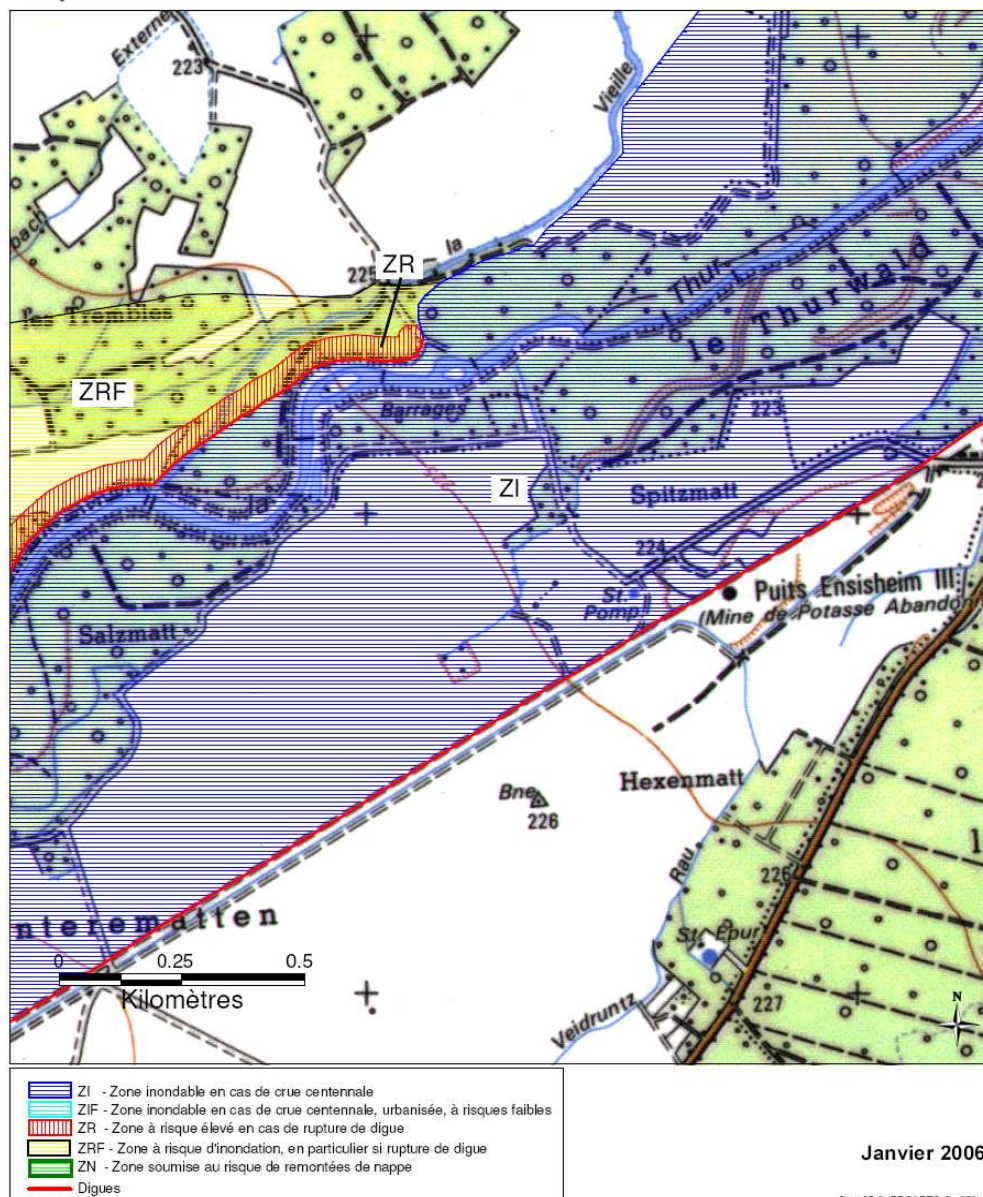 Externe
223
Vieille
la
225
ZR
les Trembles
ZRF
Thur
le Thurwald
Barrages
223
la
ZI
Spitzmatt
224
St.
Pomp.
Puits Ensisheim III
(Mine de Potasse Abandon
Salzmatt
Hexenmatt
Bne
226
226
Rau
nterematten
St. Epur
0 0.25 0.5
Kilomètres
Veidruntz
227
N
ZI - Zone inondable en cas de crue centennale
ZIF - Zone inondable en cas de crue centennale, urbanisée, à risques faibles
ZR - Zone à risque élevé en cas de rupture de digue
ZRF - Zone à risque d'inondation, en particulier si rupture de digue
ZN - Zone soumise au risque de remontées de nappe
Digues
Janvier 2006